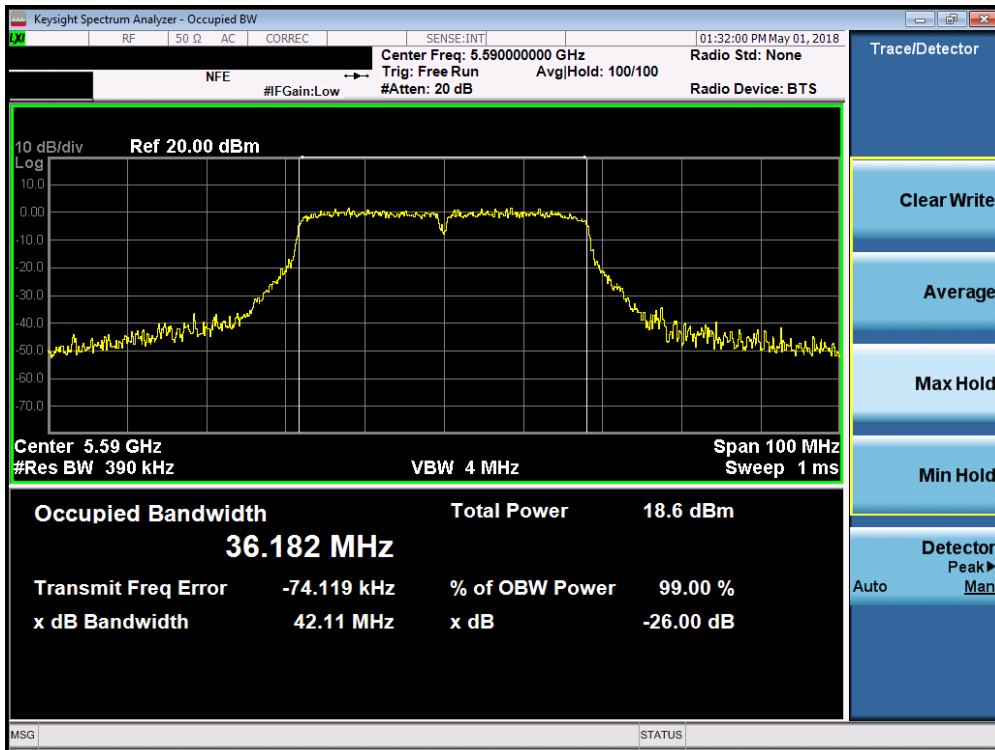 Keysight Spectrum Analyzer - Occupied BW
LXI RF 50 Ω AC CORREC SENSE:INT 01:32:00 PM May 01, 2018
Center Freq: 5.590000000 GHz Radio Std: None
NFE Trig: Free Run Avg|Hold: 100/100
#IFGain:Low #Atten: 20 dB Radio Device: BTS
Trace/Detector
10 dB/div Ref 20.00 dBm
Log
10.0
0.00
-10.0
-20.0
-30.0
-40.0
-50.0
-60.0
-70.0
Center 5.59 GHz Span 100 MHz
#Res BW 390 kHz VBW 4 MHz Sweep 1 ms
Occupied Bandwidth Total Power 18.6 dBm
36.182 MHz
Transmit Freq Error -74.119 kHz % of OBW Power 99.00 %
x dB Bandwidth 42.11 MHz x dB -26.00 dB
Clear Write
Average
Max Hold
Min Hold
Detector
Peak▶
Auto Man
MSG STATUS